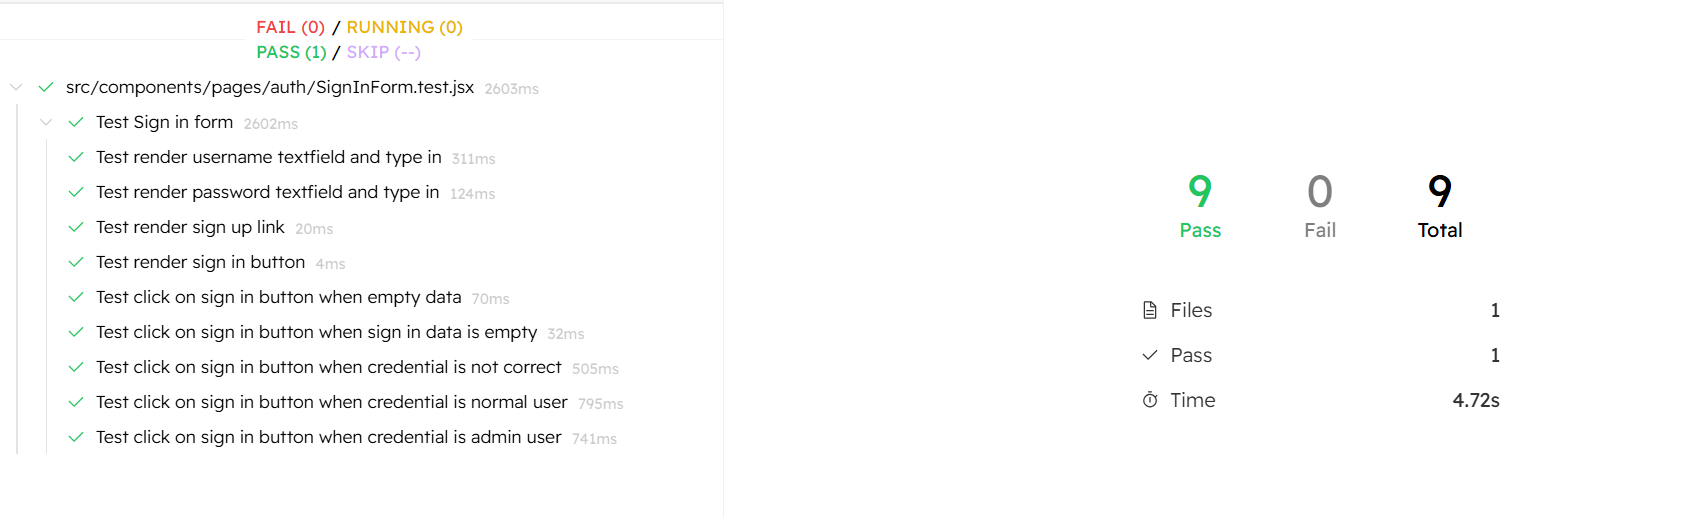 FAIL (0) / RUNNING (0)
PASS (1) / SKIP (--)
src/components/pages/auth/SignInForm.test.jsx 2603ms
Test Sign in form 2602ms
Test render username textfield and type in 311ms
Test render password textfield and type in 124ms
Test render sign up link 20ms
Test render sign in button 4ms
Test click on sign in button when empty data 70ms
Test click on sign in button when sign in data is empty 32ms
Test click on sign in button when credential is not correct 505ms
Test click on sign in button when credential is normal user 795ms
Test click on sign in button when credential is admin user 741ms
9 0 9
Pass Fail Total
Files 1
Pass 1
Time 4.72s